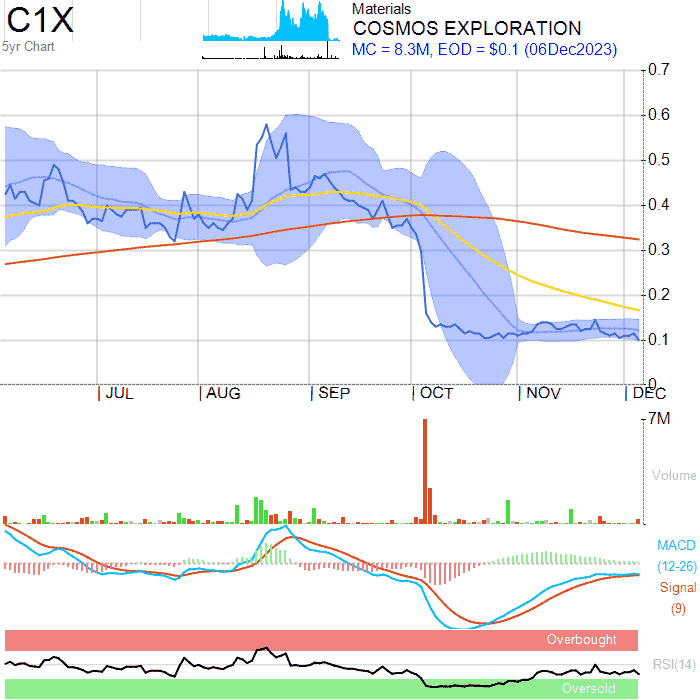 C1X
5yr Chart
Materials
COSMOS EXPLORATION
MC = 8.3M, EOD = $0.1 (06Dec2023)
0.7
0.6
0.5
0.4
0.3
0.2
0.1
0
JUL AUG SEP OCT NOV DEC
7M
Volume
MACD
(12-26)
Signal
(9)
Overbought
RSI(14)
Oversold